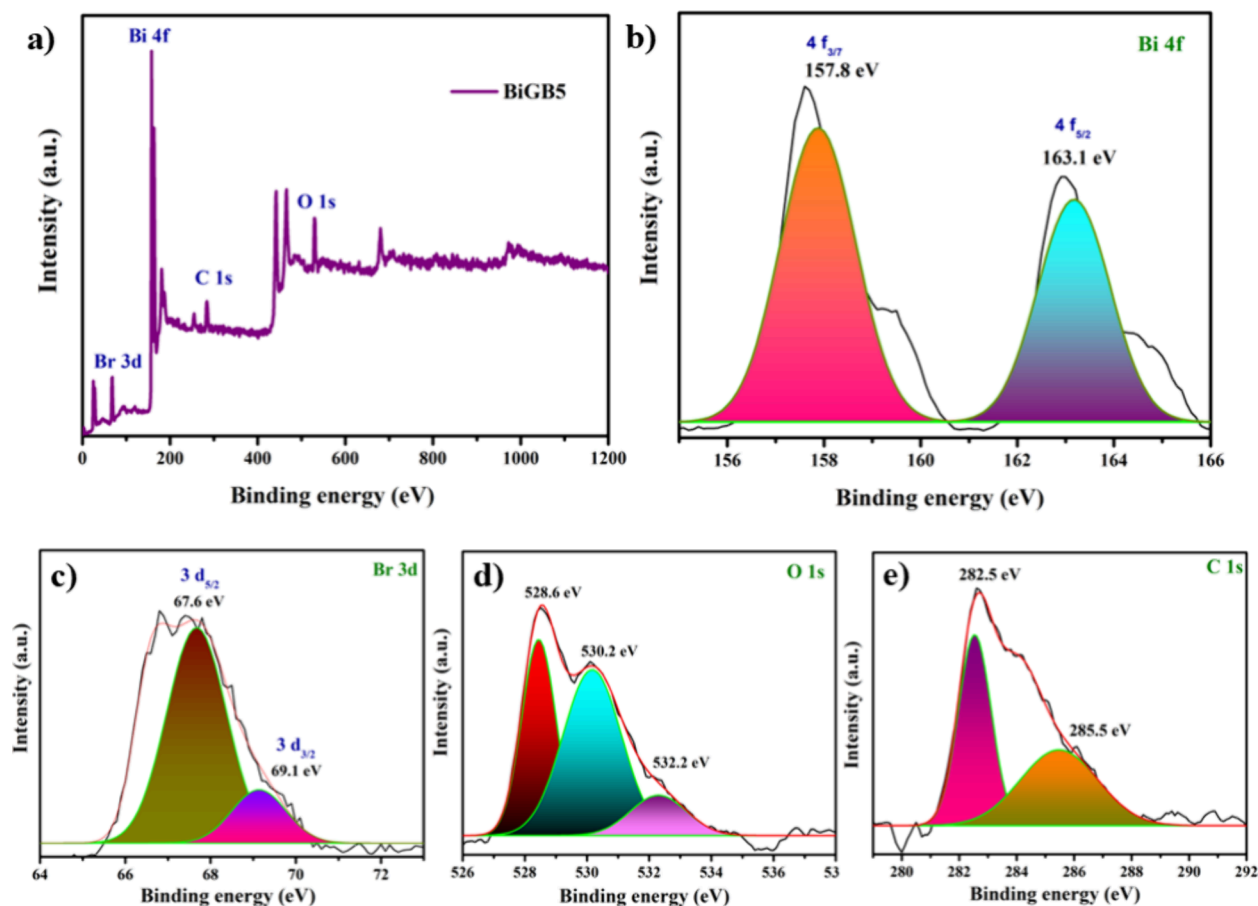 a)
Bi 4f
BiGB5
O 1s
C 1s
Br 3d
Intensity (a.u.)
0 200 400 600 800 1000 1200
Binding energy (eV)
b)
Bi 4f
4 f3/7
157.8 eV
4 f5/2
163.1 eV
Intensity (a.u.)
156 158 160 162 164 166
Binding energy (eV)
c)
Br 3d
3 d5/2
67.6 eV
3 d3/2
69.1 eV
Intensity (a.u.)
64 66 68 70 72
Binding energy (eV)
d)
O 1s
528.6 eV
530.2 eV
532.2 eV
Intensity (a.u.)
526 528 530 532 534 536 53
Binding energy (eV)
e)
C 1s
282.5 eV
285.5 eV
Intensity (a.u.)
280 282 284 286 288 290 292
Binding energy (eV)